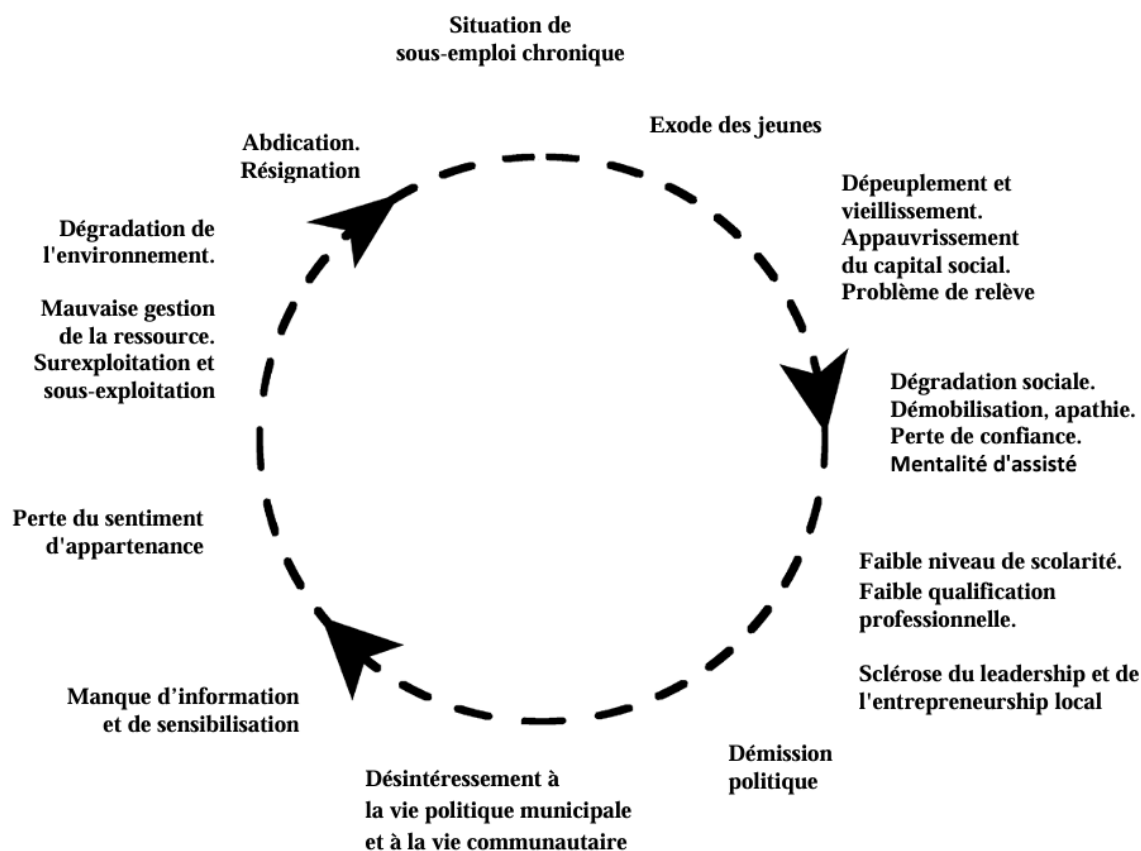 Situation de
sous-emploi chronique
Exode des jeunes
Dépeuplement et
vieillissement.
Appauvrissement
du capital social.
Problème de relève
Dégradation sociale.
Démobilisation, apathie.
Perte de confiance.
Mentalité d'assisté
Faible niveau de scolarité.
Faible qualification
professionnelle.
Sclérose du leadership et de
l'entrepreneurship local
Démission
politique
Désintéressement à
la vie politique municipale
et à la vie communautaire
Manque d’information
et de sensibilisation
Perte du sentiment
d'appartenance
Mauvaise gestion
de la ressource.
Surexploitation et
sous-exploitation
Dégradation de
l'environnement.
Abdication.
Résignation